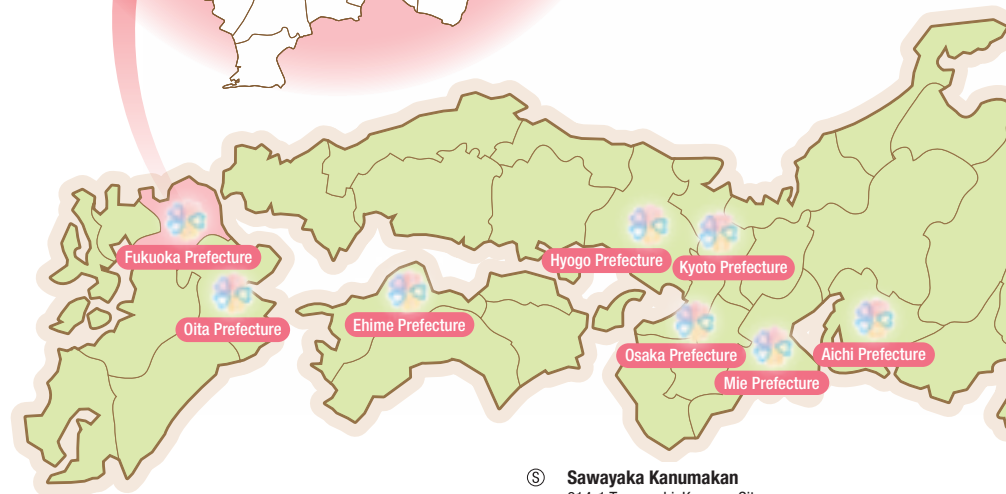 Fukuoka Prefecture
Hyogo Prefecture
Kyoto Prefecture
Oita Prefecture
Ehime Prefecture
Osaka Prefecture
Aichi Prefecture
Mie Prefecture
Ⓢ Sawayaka Kanumakan